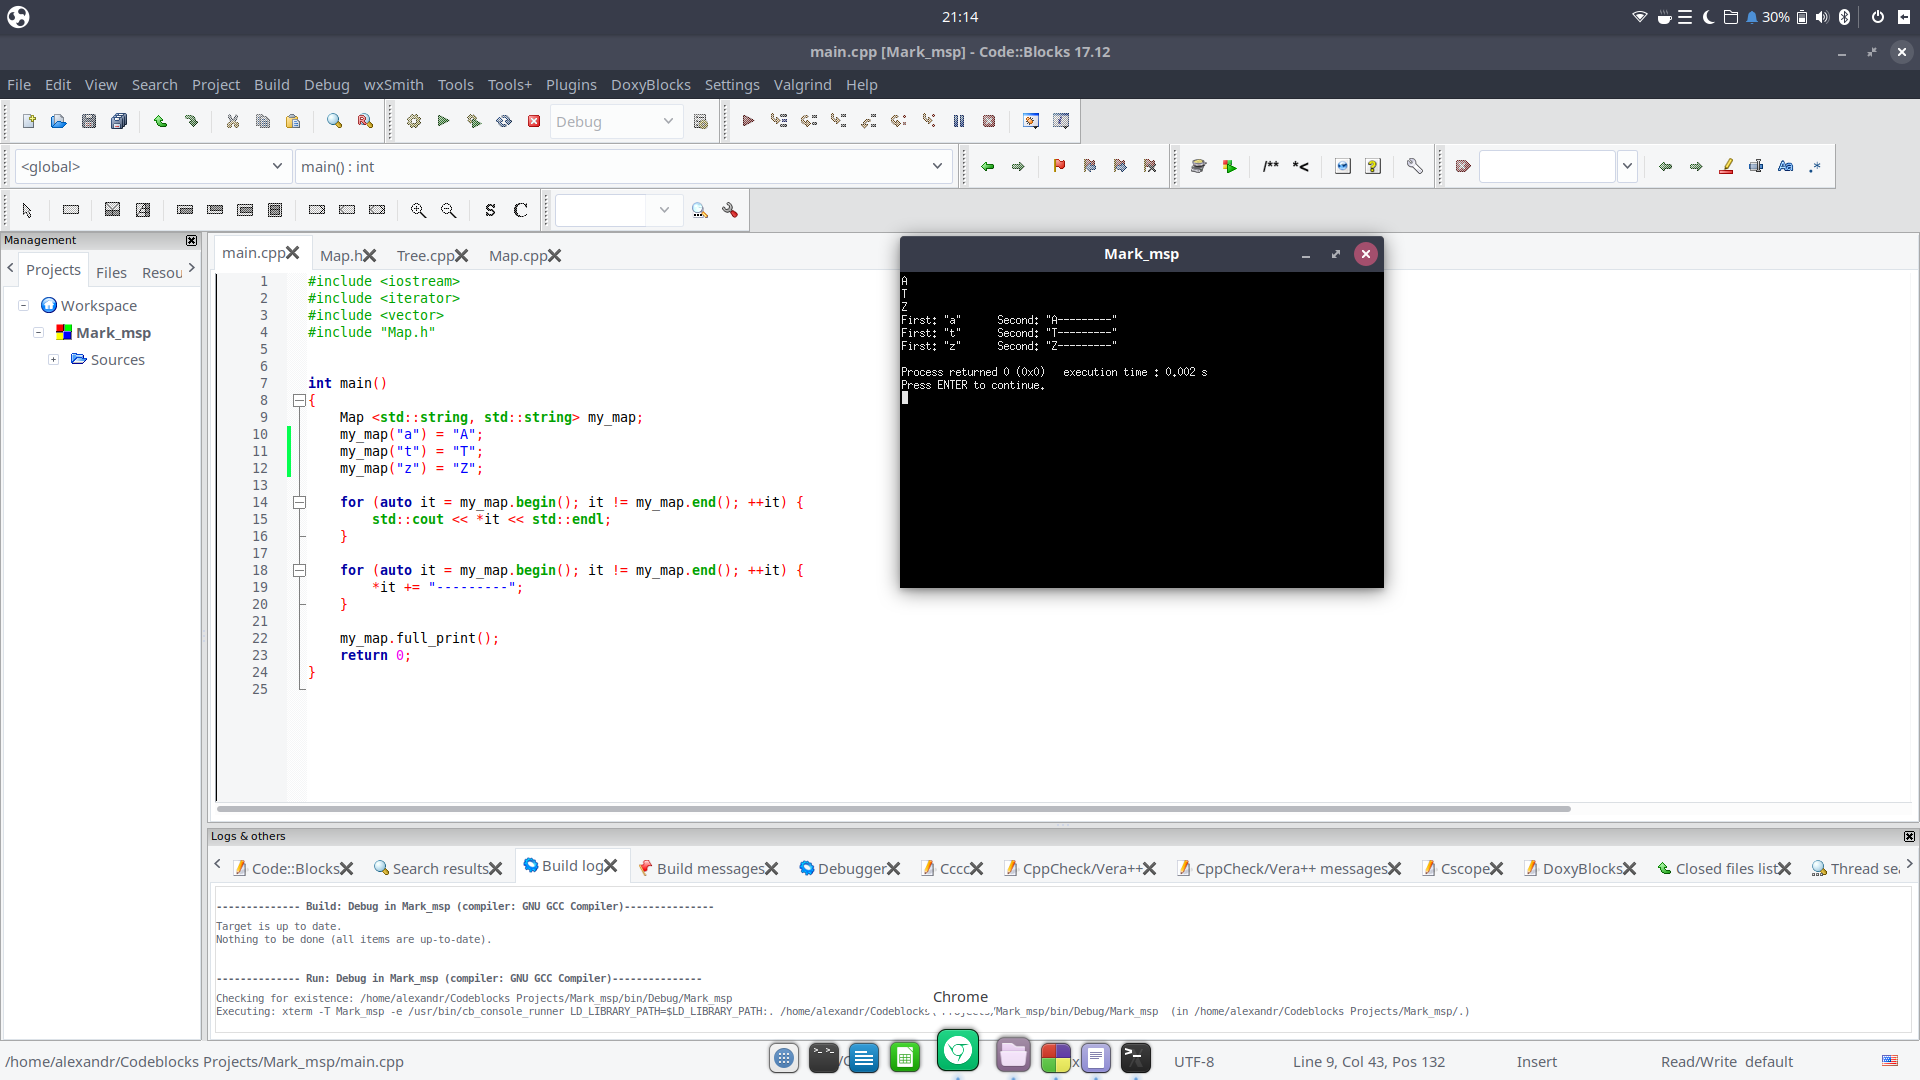 21:14
30%
main.cpp [Mark_msp] - Code::Blocks 17.12
File Edit View Search Project Build Debug wxSmith Tools Tools+ Plugins DoxyBlocks Settings Valgrind Help
Debug
<global>
main() : int
/** *<
Aa .*
S C
Management
Projects Files Resou
Workspace
Mark_msp
Sources
main.cpp Map.h Tree.cpp Map.cpp
1 #include <iostream>
2 #include <iterator>
3 #include <vector>
4 #include "Map.h"
5
6
7 int main()
8 {
9 Map <std::string, std::string> my_map;
10 my_map("a") = "A";
11 my_map("t") = "T";
12 my_map("z") = "Z";
13
14 for (auto it = my_map.begin(); it != my_map.end(); ++it) {
15 std::cout << *it << std::endl;
16 }
17
18 for (auto it = my_map.begin(); it != my_map.end(); ++it) {
19 *it += "---------";
20 }
21
22 my_map.full_print();
23 return 0;
24 }
25
Mark_msp
A
T
Z
First: "a" Second: "A---------"
First: "t" Second: "T---------"
First: "z" Second: "Z---------"
Process returned 0 (0x0) execution time : 0.002 s
Press ENTER to continue.
Logs & others
Code::Blocks Search results Build log Build messages Debugger Cccc CppCheck/Vera++ CppCheck/Vera++ messages Cscope DoxyBlocks Closed files list Thread sea
-------------- Build: Debug in Mark_msp (compiler: GNU GCC Compiler)---------------
Target is up to date.
Nothing to be done (all items are up-to-date).
-------------- Run: Debug in Mark_msp (compiler: GNU GCC Compiler)---------------
Checking for existence: /home/alexandr/Codeblocks Projects/Mark_msp/bin/Debug/Mark_msp
Executing: xterm -T Mark_msp -e /usr/bin/cb_console_runner LD_LIBRARY_PATH=$LD_LIBRARY_PATH:. /home/alexandr/Codeblocks\ Projects/Mark_msp/bin/Debug/Mark_msp (in /home/alexandr/Codeblocks Projects/Mark_msp/.)
Chrome
/home/alexandr/Codeblocks Projects/Mark_msp/main.cpp
UTF-8
Line 9, Col 43, Pos 132
Insert
Read/Write default